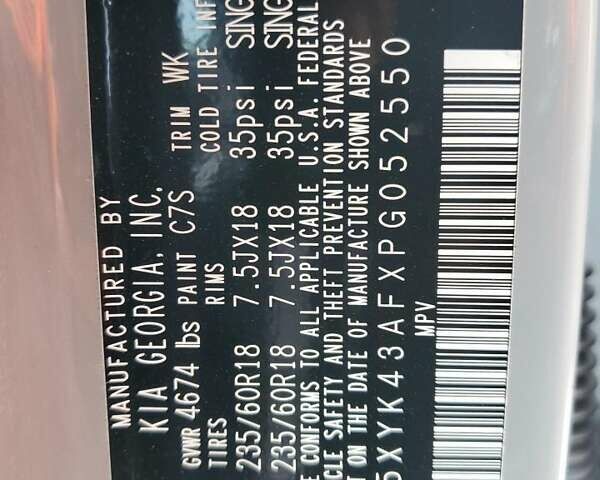 MANUFACTURED BY
KIA GEORGIA, INC.
GVWR 4674 lbs PAINT C7S TRIM WK
TIRES RIMS COLD TIRE INF
235/60R18 7.5JX18 35psi SING
235/60R18 7.5JX18 35psi SING
E CONFORMS TO ALL APPLICABLE U.S.A. FEDERAL
CLE SAFETY AND THEFT PREVENTION STANDARDS
T ON THE DATE OF MANUFACTURE SHOWN ABOVE
5XYK43AFXPG052550
MPV